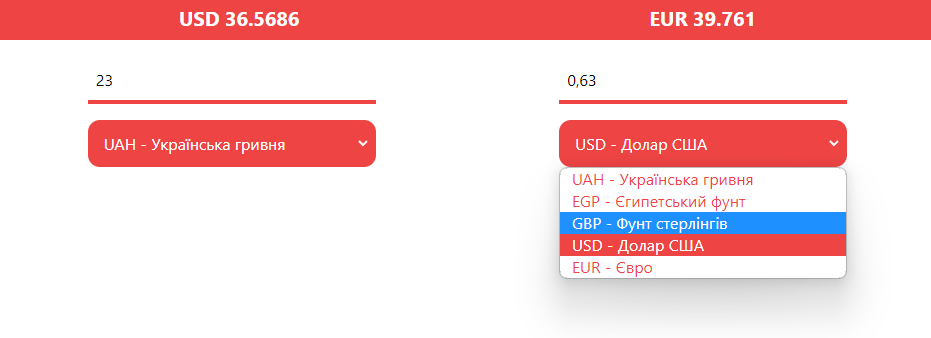 USD 36.5686
EUR 39.761
23
0,63
UAH - Українська гривня
USD - Долар США
UAH - Українська гривня
EGP - Єгипетський фунт
GBP - Фунт стерлінгів
USD - Долар США
EUR - Євро